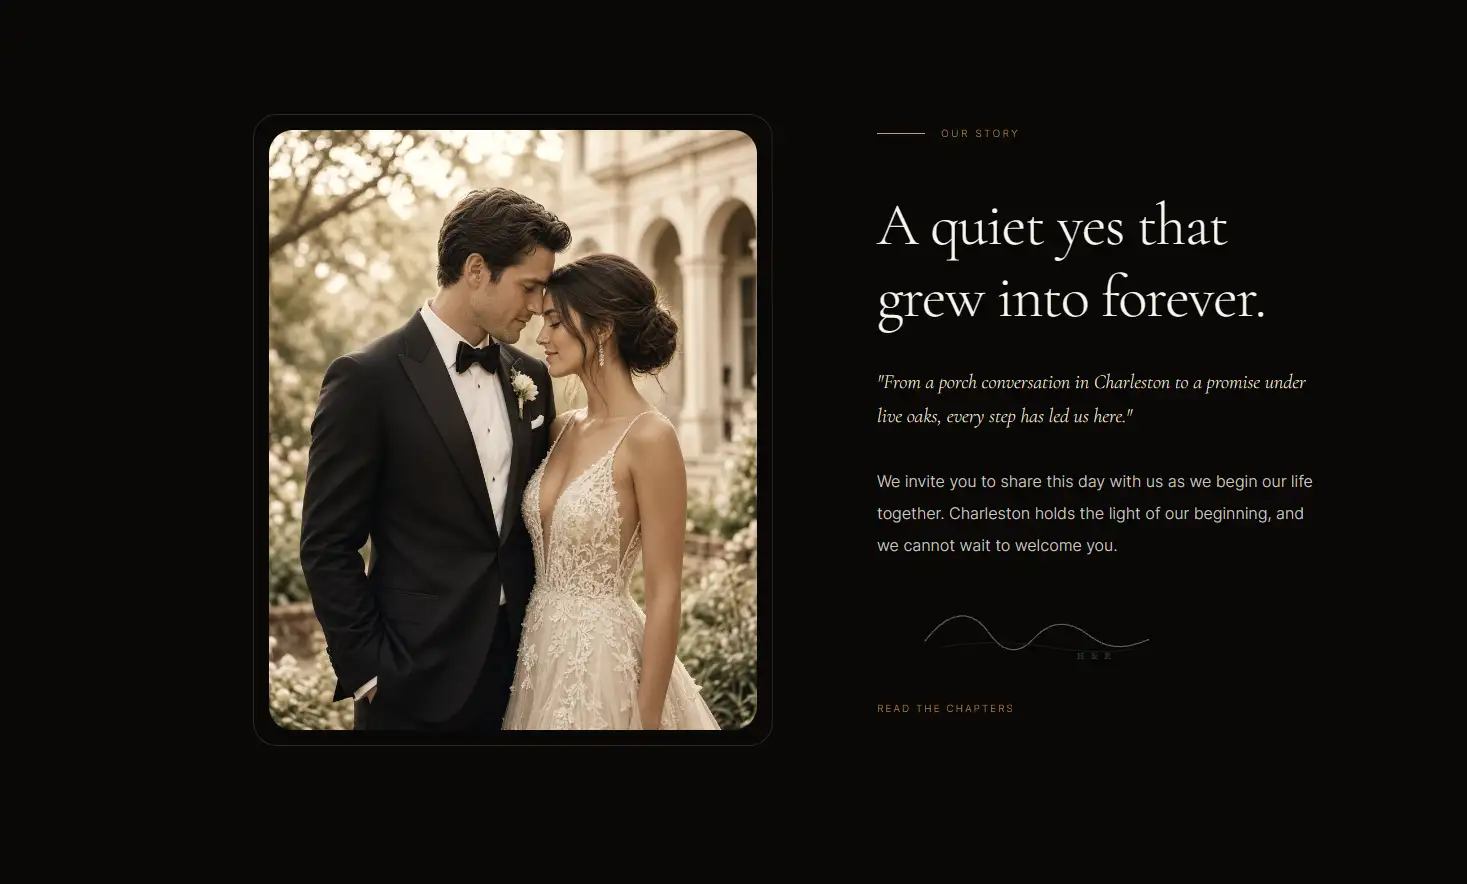 OUR STORY
A quiet yes that
grew into forever.
"From a porch conversation in Charleston to a promise under
live oaks, every step has led us here."
We invite you to share this day with us as we begin our life
together. Charleston holds the light of our beginning, and
we cannot wait to welcome you.
H & R
READ THE CHAPTERS